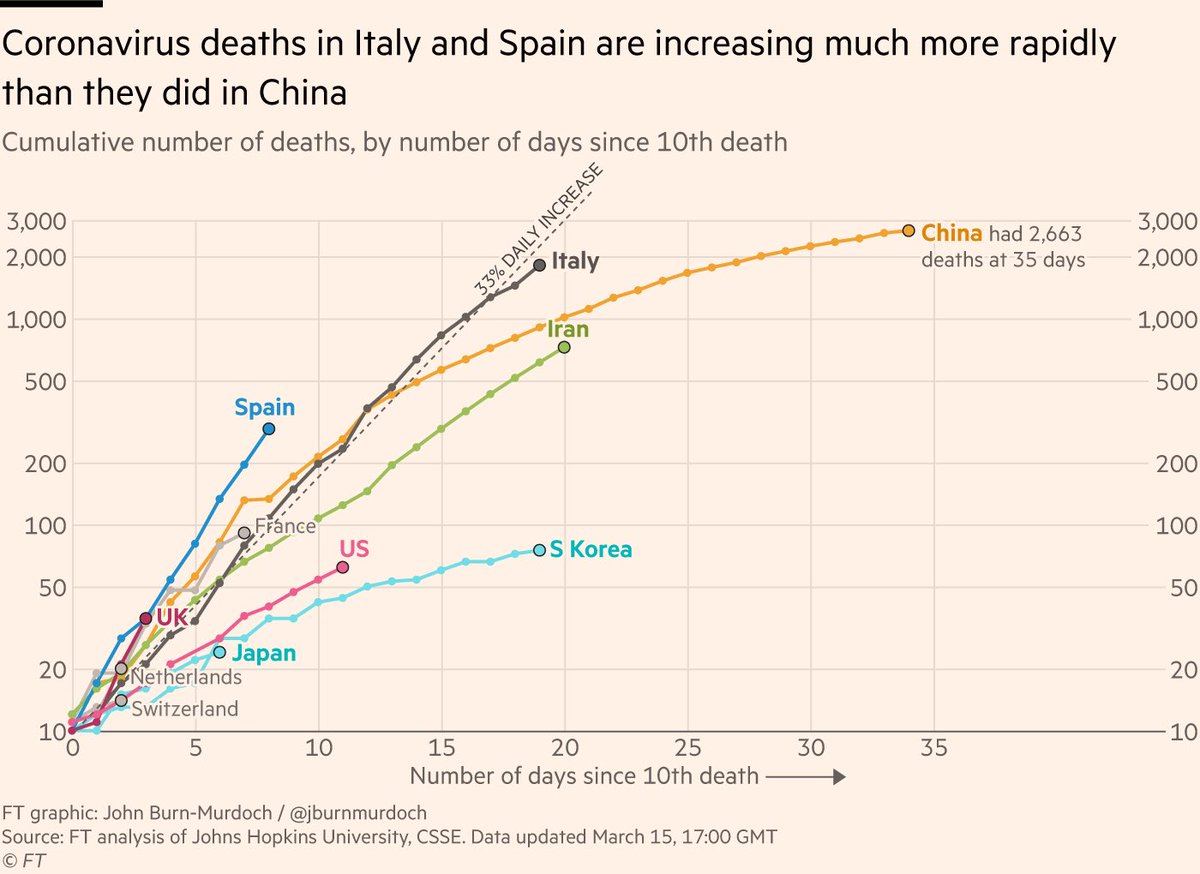 Coronavirus deaths in Italy and Spain are increasing much more rapidly
than they did in China
Cumulative number of deaths, by number of days since 10th death
33% DAILY INCREASE
3,000
3,000
China had 2,663
deaths at 35 days
2,000
Italy
2,000
1,000
1,000
Iran
500
500
Spain
200
200
100
France
100
US
S Korea
50
50
UK
Japan
20
Netherlands
20
Switzerland
10
10
0 5 10 15 20 25 30 35
Number of days since 10th death
FT graphic: John Burn-Murdoch / @jburnmurdoch
Source: FT analysis of Johns Hopkins University, CSSE. Data updated March 15, 17:00 GMT
© FT